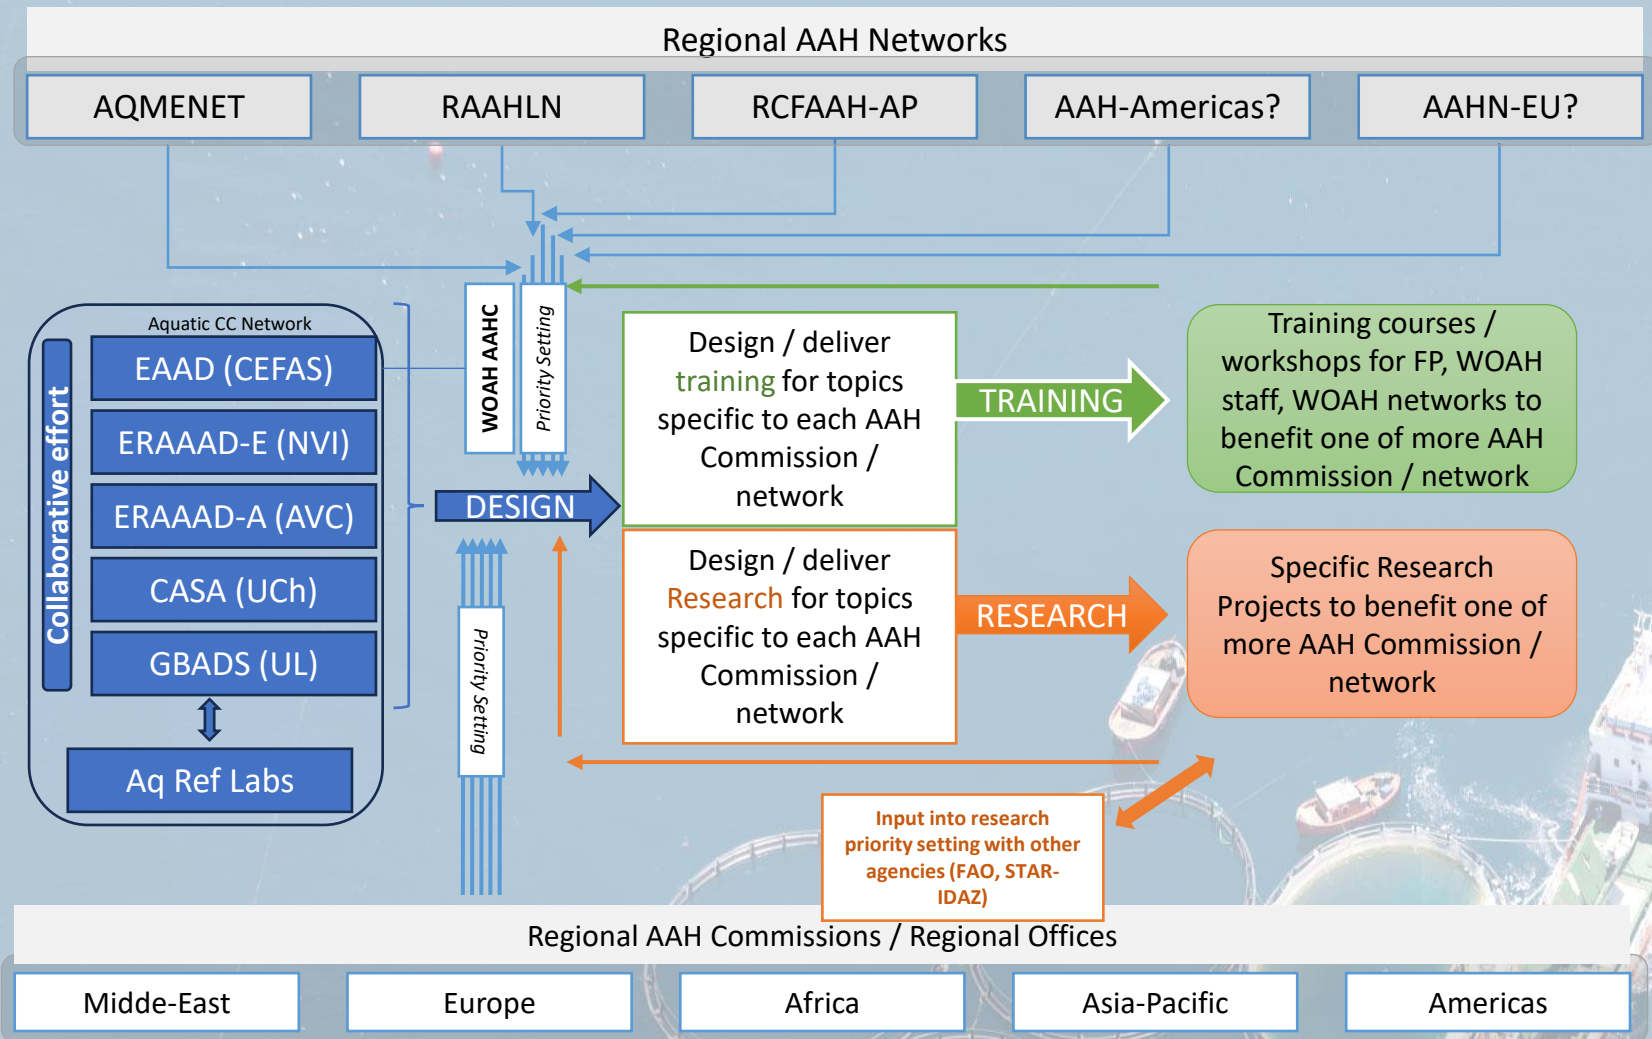 Regional AAH Networks
AQMENET
RAAHLN
RCFAAH-AP
AAH-Americas?
AAHN-EU?
Aquatic CC Network
Collaborative effort
EAAD (CEFAS)
ERAAAD-E (NVI)
ERAAAD-A (AVC)
CASA (UCh)
GBADS (UL)
Aq Ref Labs
WOAH AAHC
Priority Setting
DESIGN
Priority Setting
Design / deliver
training for topics
specific to each AAH
Commission /
network
TRAINING
Training courses /
workshops for FP, WOAH
staff, WOAH networks to
benefit one of more AAH
Commission / network
Design / deliver
Research for topics
specific to each AAH
Commission /
network
RESEARCH
Specific Research
Projects to benefit one of
more AAH Commission /
network
Input into research
priority setting with other
agencies (FAO, STAR-
IDAZ)
Regional AAH Commissions / Regional Offices
Midde-East
Europe
Africa
Asia-Pacific
Americas